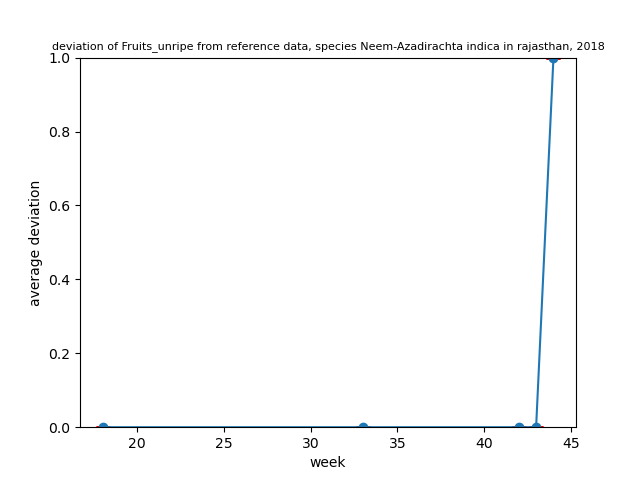 deviation of Fruits_unripe from reference data, species Neem-Azadirachta indica in rajasthan, 2018
1.0
0.8
0.6
0.4
0.2
0.0
average deviation
20 25 30 35 40 45
week